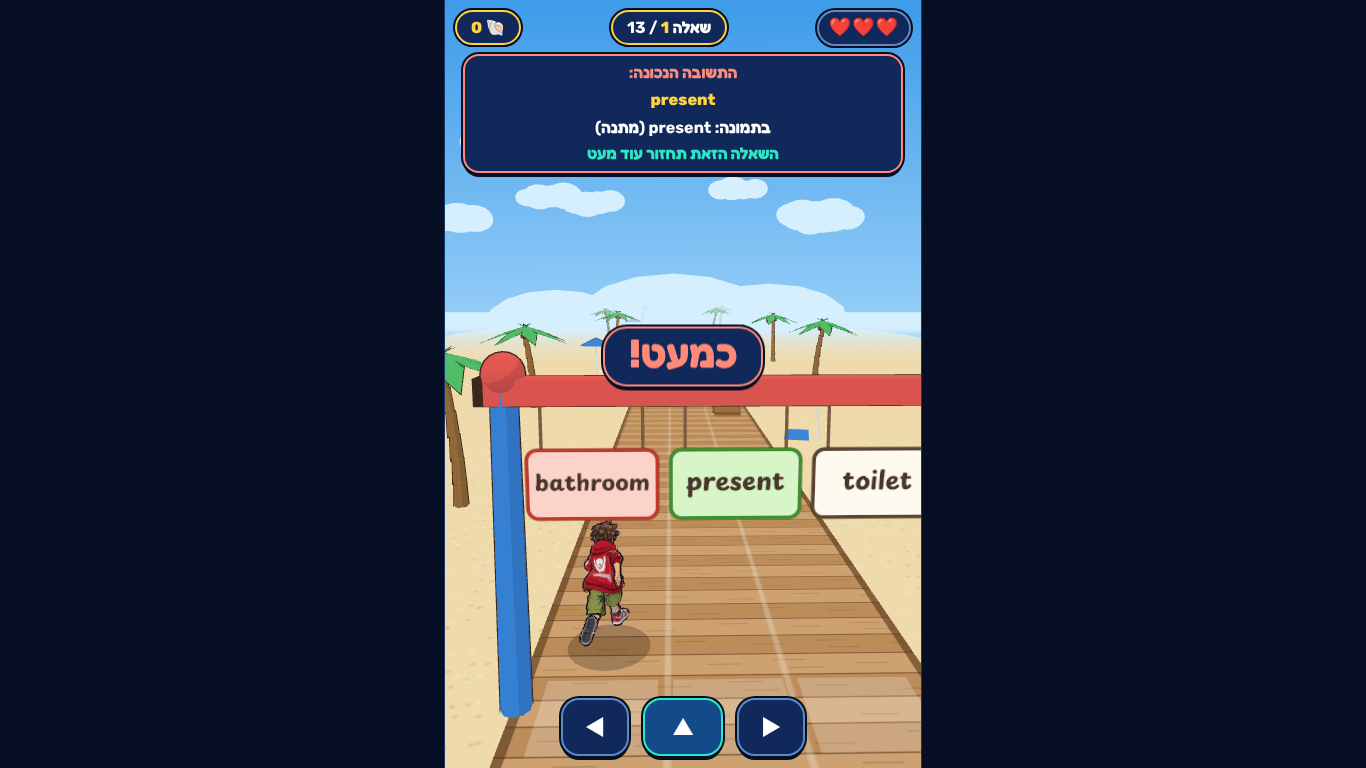 0
שאלה 1 / 13
התשובה הנכונה:
present
בתמונה: present (מתנה)
השאלה הזאת תחזור עוד מעט
כמעט!
bathroom
present
toilet